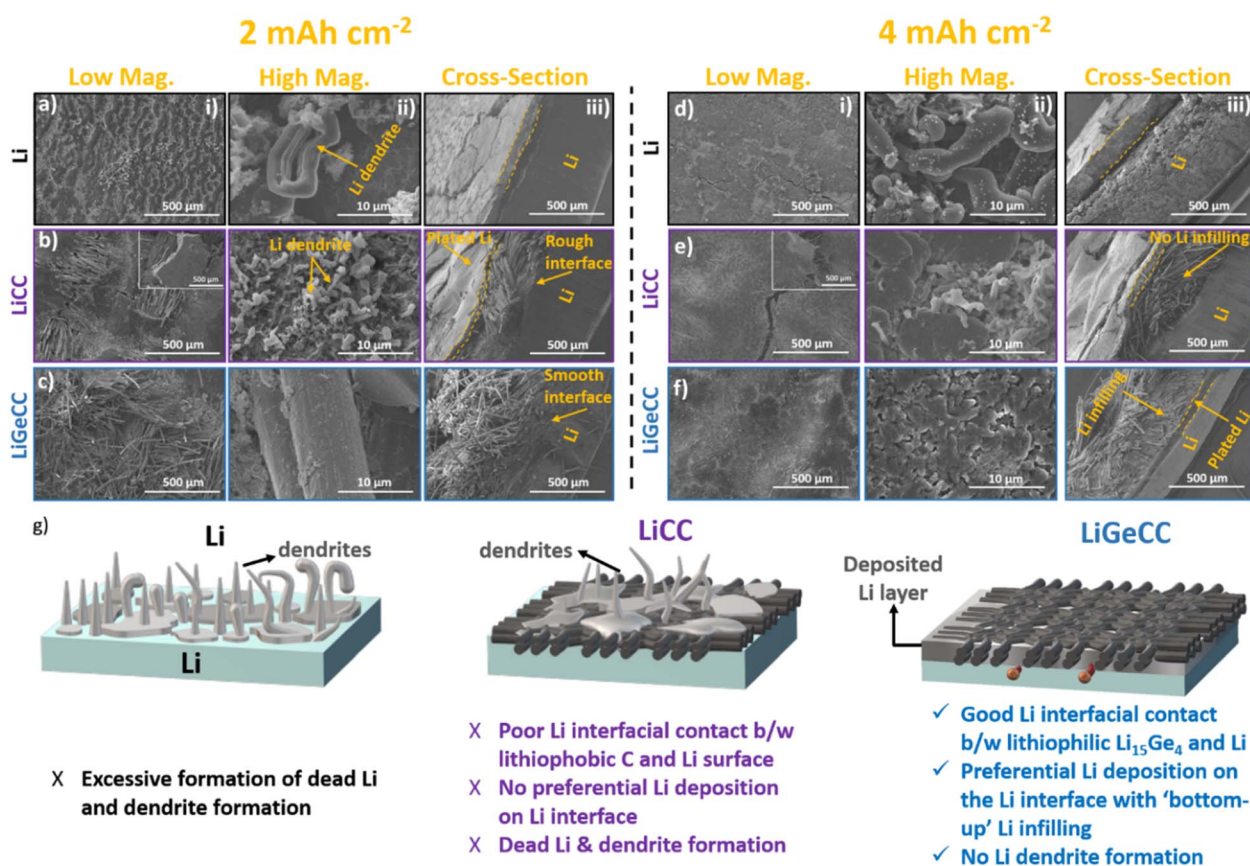 2 mAh cm⁻²
4 mAh cm⁻²
Low Mag.
High Mag.
Cross-Section
Low Mag.
High Mag.
Cross-Section
Li
a)
i)
500 µm
ii)
Li dendrite
10 µm
iii)
Li
500 µm
Li
d)
i)
500 µm
ii)
10 µm
iii)
Li
500 µm
LiCC
b)
500 µm
500 µm
Li dendrite
10 µm
Plated Li
Rough
interface
Li
500 µm
LiCC
e)
500 µm
500 µm
10 µm
No Li infilling
Li
500 µm
LiGeCC
c)
500 µm
10 µm
Smooth
interface
Li
500 µm
LiGeCC
f)
500 µm
10 µm
Li infilling
Li
Plated Li
500 µm
g)
Li
dendrites
Li
X Excessive formation of dead Li
and dendrite formation
LiCC
dendrites
X Poor Li interfacial contact b/w
lithiophobic C and Li surface
X No preferential Li deposition
on Li interface
X Dead Li & dendrite formation
LiGeCC
Deposited
Li layer
✓ Good Li interfacial contact
b/w lithiophilic Li₁₅Ge₄ and Li
✓ Preferential Li deposition on
the Li interface with ‘bottom-
up’ Li infilling
✓ No Li dendrite formation